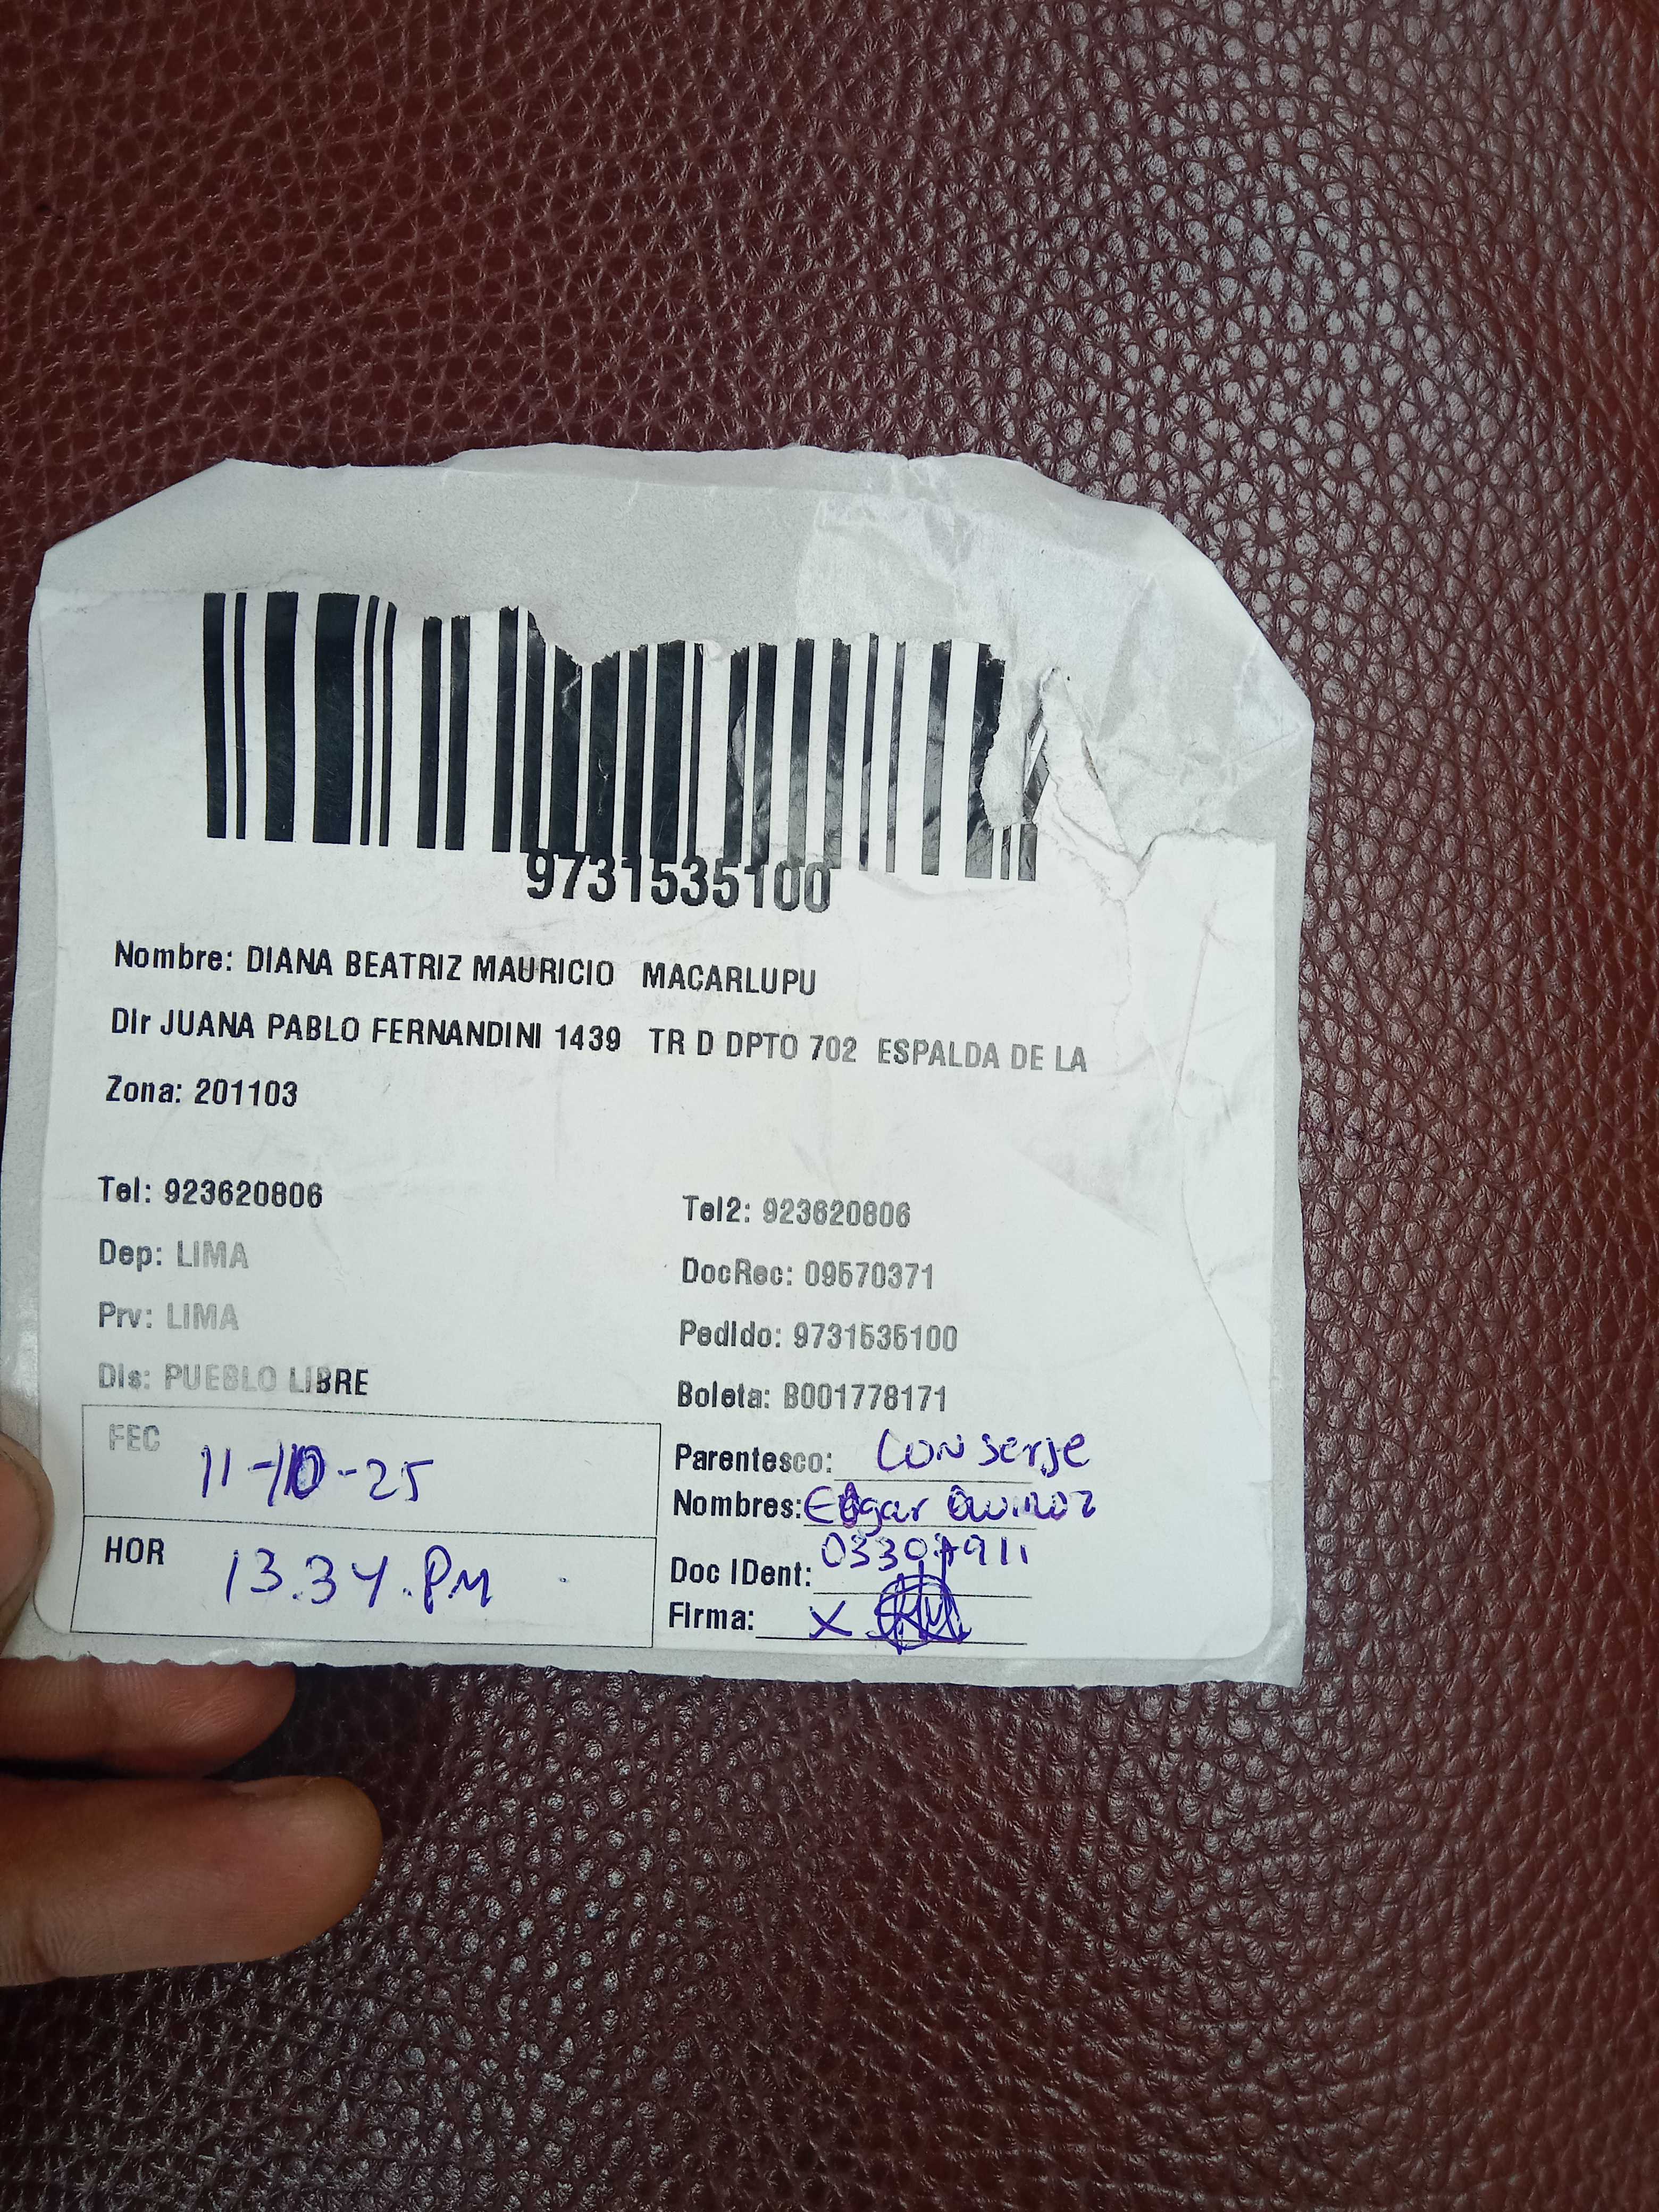 9731535100
Nombre: DIANA BEATRIZ MAURICIO MACARLUPU
Dir JUANA PABLO FERNANDINI 1439 TR D DPTO 702 ESPALDA DE LA
Zona: 201103
Tel: 923620806
Tel2: 923620806
Dep: LIMA
DocRec: 09570371
Prv: LIMA
Pedido: 9731535100
Dis: PUEBLO LIBRE
Boleta: B001778171
FEC 11-10-25
Parentesco: Conserje
Nombres: Edgar
HOR 13.34.PM
Doc IDent:
Firma: X